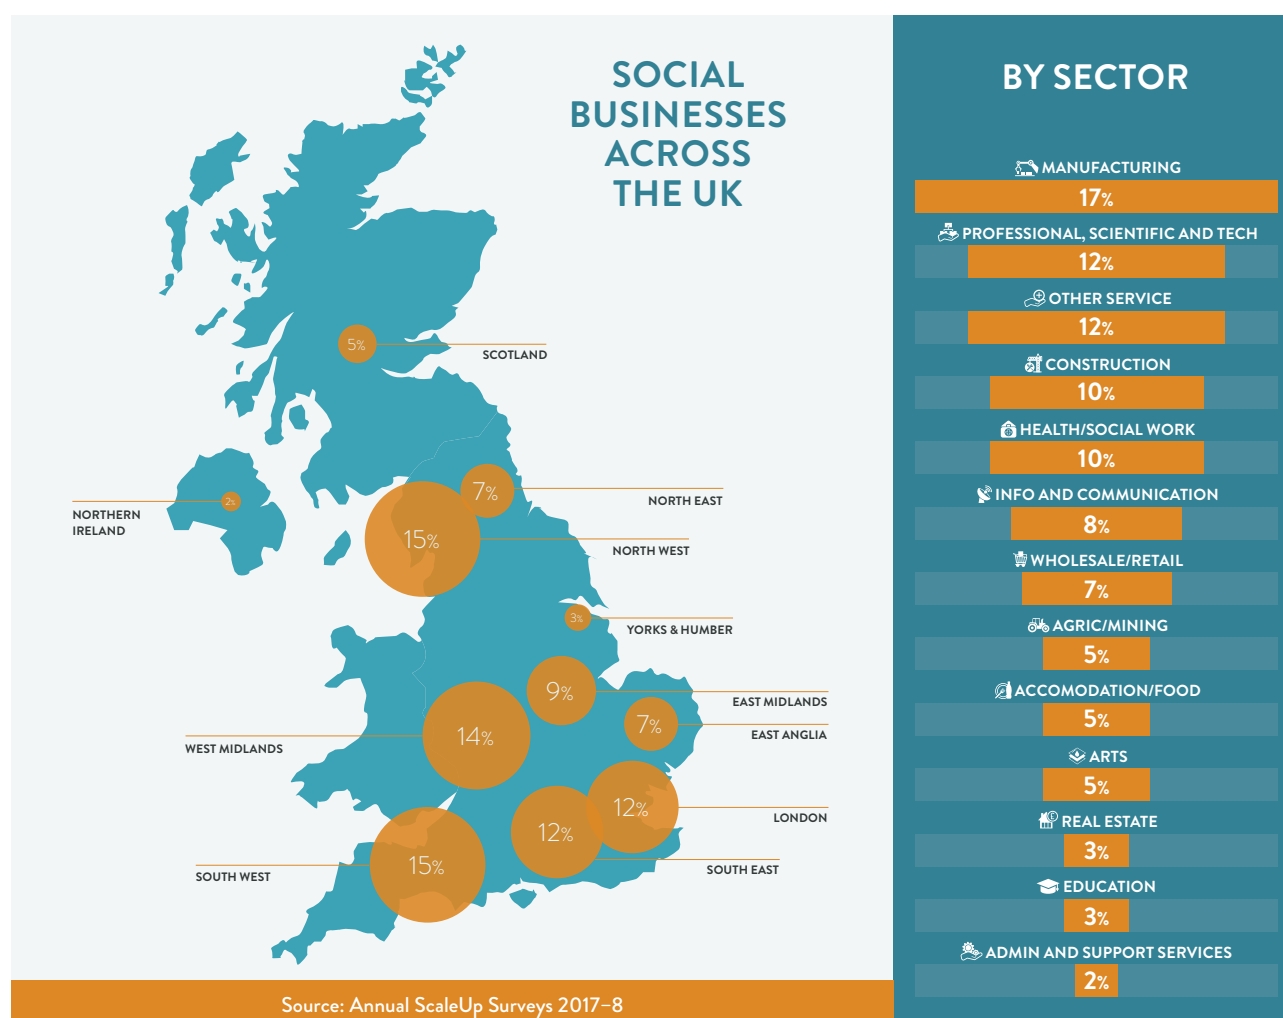 SOCIAL
BUSINESSES
ACROSS
THE UK
5%
SCOTLAND
2%
NORTHERN
IRELAND
7%
NORTH EAST
15%
NORTH WEST
3%
YORKS & HUMBER
9%
EAST MIDLANDS
7%
EAST ANGLIA
14%
WEST MIDLANDS
12%
LONDON
12%
SOUTH EAST
15%
SOUTH WEST
Source: Annual ScaleUp Surveys 2017–8
BY SECTOR
MANUFACTURING
17%
PROFESSIONAL, SCIENTIFIC AND TECH
12%
OTHER SERVICE
12%
CONSTRUCTION
10%
HEALTH/SOCIAL WORK
10%
INFO AND COMMUNICATION
8%
WHOLESALE/RETAIL
7%
AGRIC/MINING
5%
ACCOMODATION/FOOD
5%
ARTS
5%
REAL ESTATE
3%
EDUCATION
3%
ADMIN AND SUPPORT SERVICES
2%